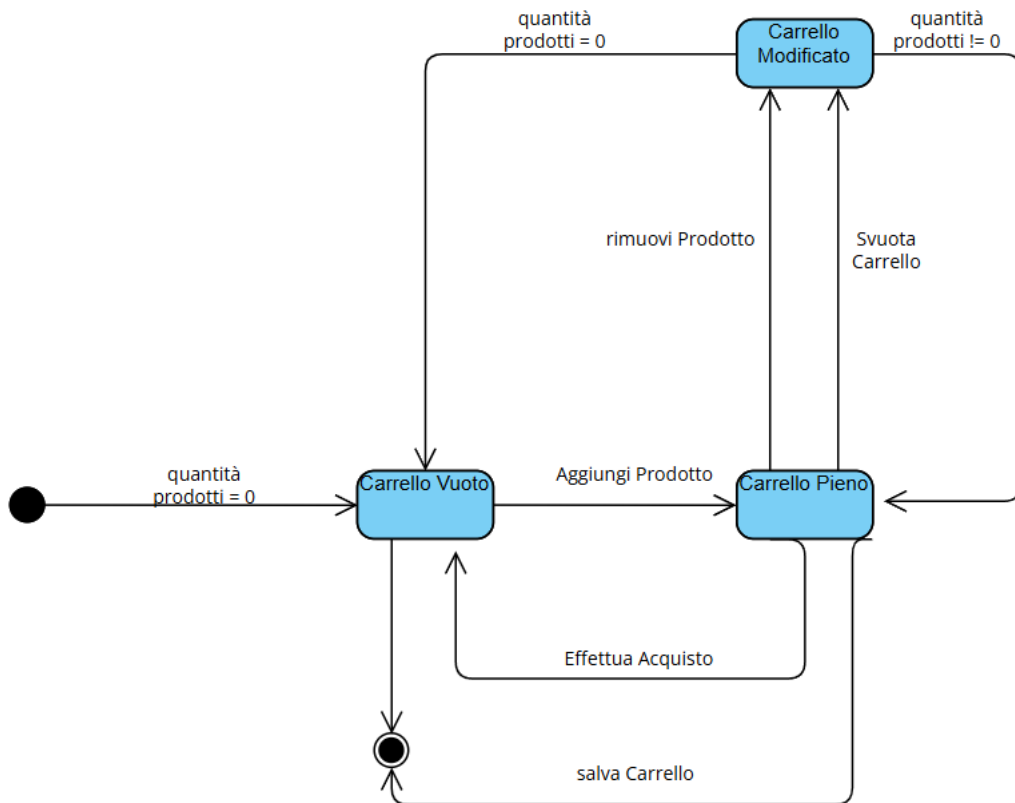 quantità
prodotti = 0
Carrello
Modificato
quantità
prodotti != 0
rimuovi Prodotto
Svuota
Carrello
quantità
prodotti = 0
Carrello Vuoto
Aggiungi Prodotto
Carrello Pieno
Effettua Acquisto
salva Carrello